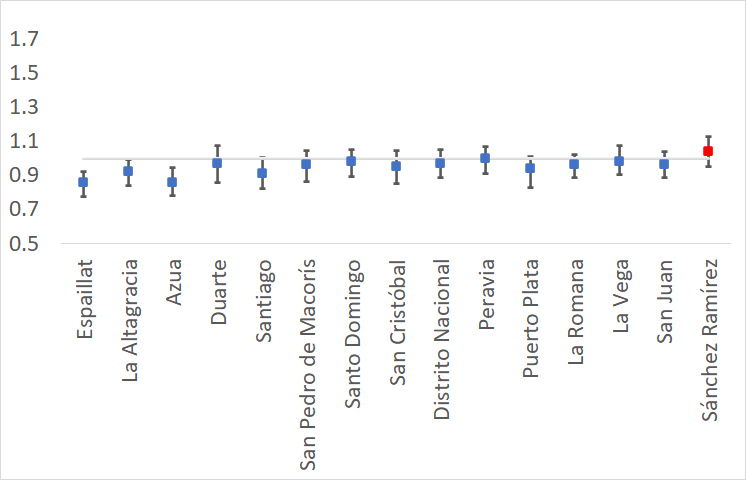 1.7
1.5
1.3
1.1
0.9
0.7
0.5
Espaillat
La Altagracia
Azua
Duarte
Santiago
San Pedro de Macorís
Santo Domingo
San Cristóbal
Distrito Nacional
Peravia
Puerto Plata
La Romana
La Vega
San Juan
Sánchez Ramírez